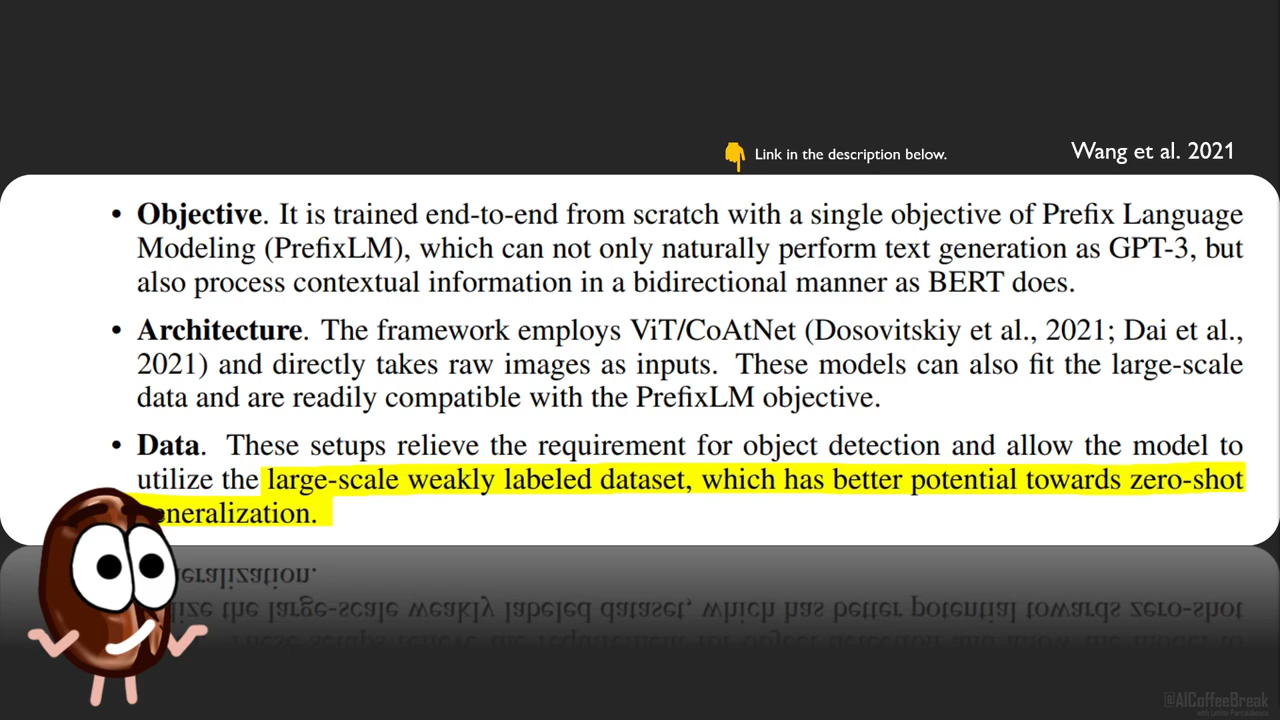 Link in the description below.
Wang et al. 2021
• Objective. It is trained end-to-end from scratch with a single objective of Prefix Language
Modeling (PrefixLM), which can not only naturally perform text generation as GPT-3, but
also process contextual information in a bidirectional manner as BERT does.
• Architecture. The framework employs ViT/CoAtNet (Dosovitskiy et al., 2021; Dai et al.,
2021) and directly takes raw images as inputs. These models can also fit the large-scale
data and are readily compatible with the PrefixLM objective.
• Data. These setups relieve the requirement for object detection and allow the model to
utilize the large-scale weakly labeled dataset, which has better potential towards zero-shot
eneralization.
@AICoffeeBreak